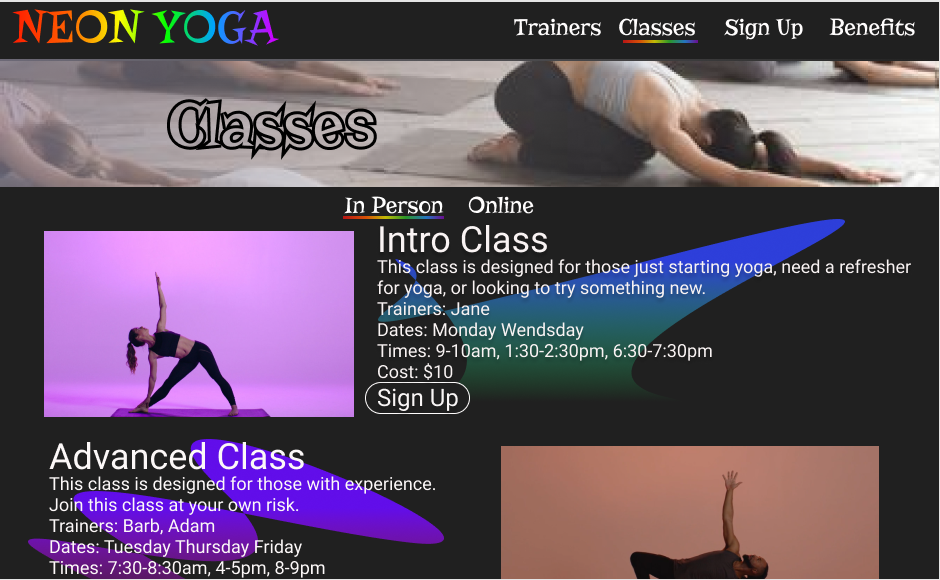 NEON YOGA
Trainers Classes Sign Up Benefits
Classes
In Person Online
Intro Class
This class is designed for those just starting yoga, need a refresher
for yoga, or looking to try something new.
Trainers: Jane
Dates: Monday Wendsday
Times: 9-10am, 1:30-2:30pm, 6:30-7:30pm
Cost: $10
Sign Up
Advanced Class
This class is designed for those with experience.
Join this class at your own risk.
Trainers: Barb, Adam
Dates: Tuesday Thursday Friday
Times: 7:30-8:30am, 4-5pm, 8-9pm